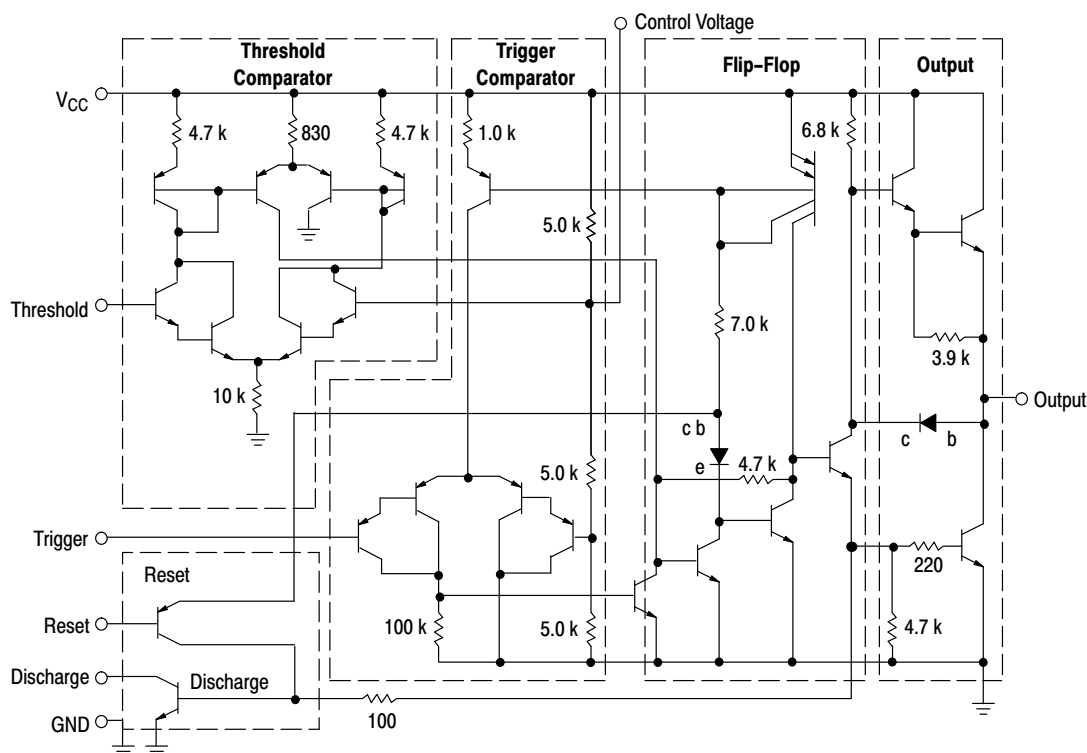 Control Voltage
Threshold Comparator
Trigger Comparator
Flip-Flop
Output
VCC
4.7 k
830
4.7 k
1.0 k
6.8 k
5.0 k
Threshold
7.0 k
3.9 k
10 k
Output
c b
c
b
e
4.7 k
5.0 k
Trigger
220
Reset
Reset
100 k
5.0 k
4.7 k
Discharge
Discharge
100
GND